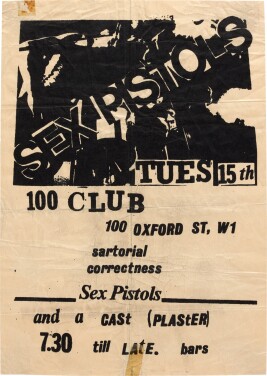 SEX PISTOLS
TUES 15th
100 CLUB
100 OXFORD ST, W1
sartorial
correctness
Sex Pistols
and a CASt (PLAStER)
7.30 till LATE. bars